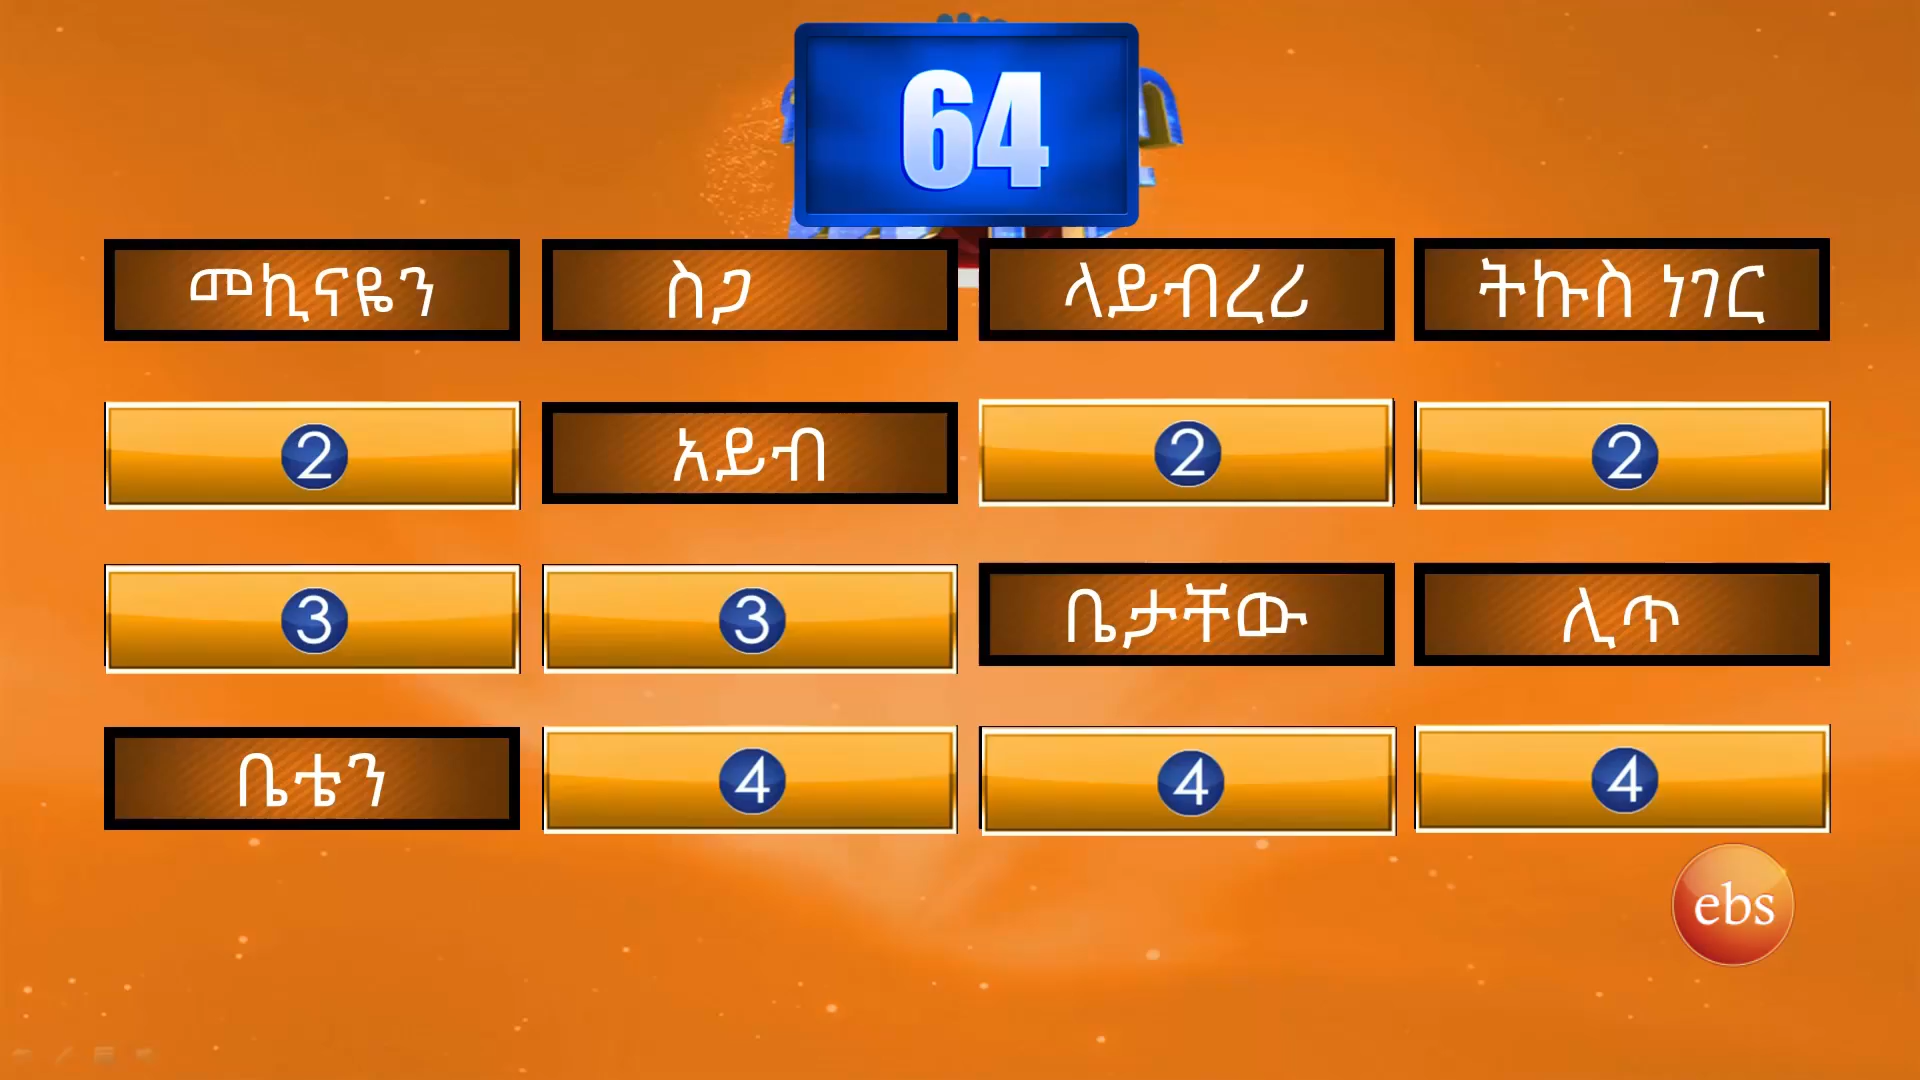 64
መኪናዬን ስጋ ላይብረሪ ትኩስ ነገር
2 አይብ 2 2
3 3 ቤታቸው ሊጥ
ቤቴን 4 4 4
ebs